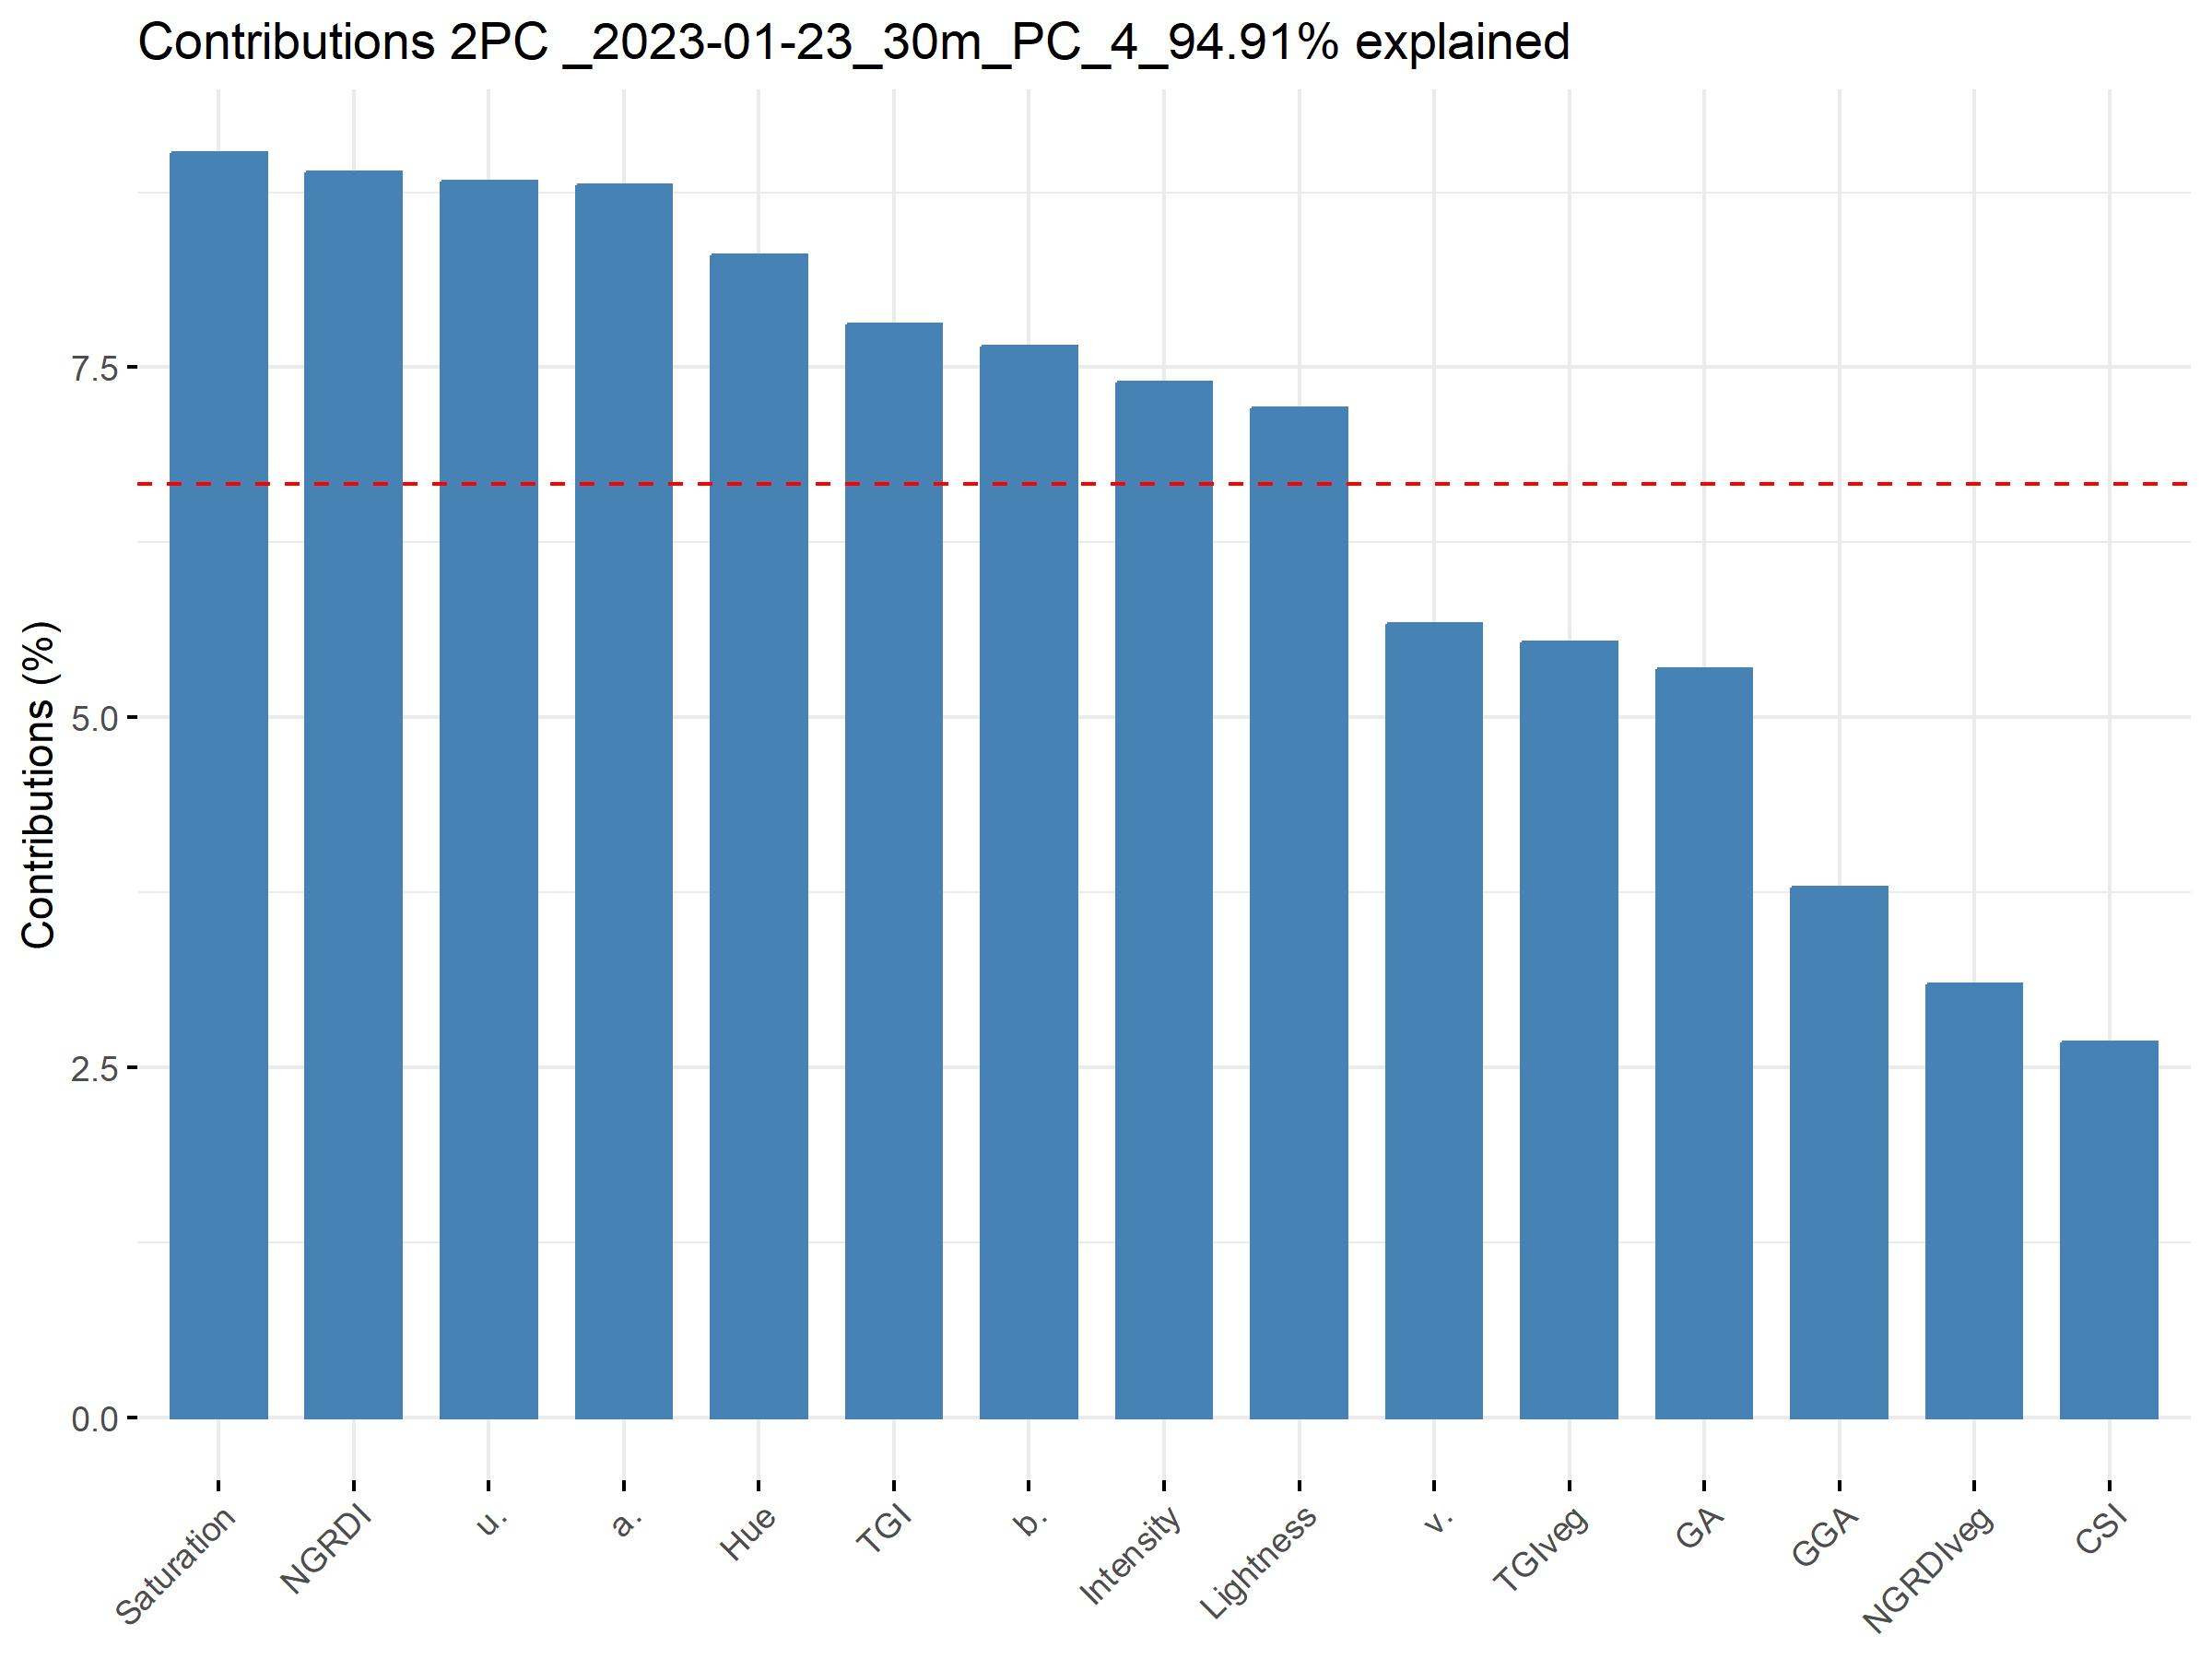 Contributions 2PC _2023-01-23_30m_PC_4_94.91% explained
Contributions (%)
7.5
5.0
2.5
0.0
Saturation
NGRDI
u.
a.
Hue
TGI
b.
Intensity
Lightness
v.
TGIveg
GA
GGA
NGRDIveg
CSI